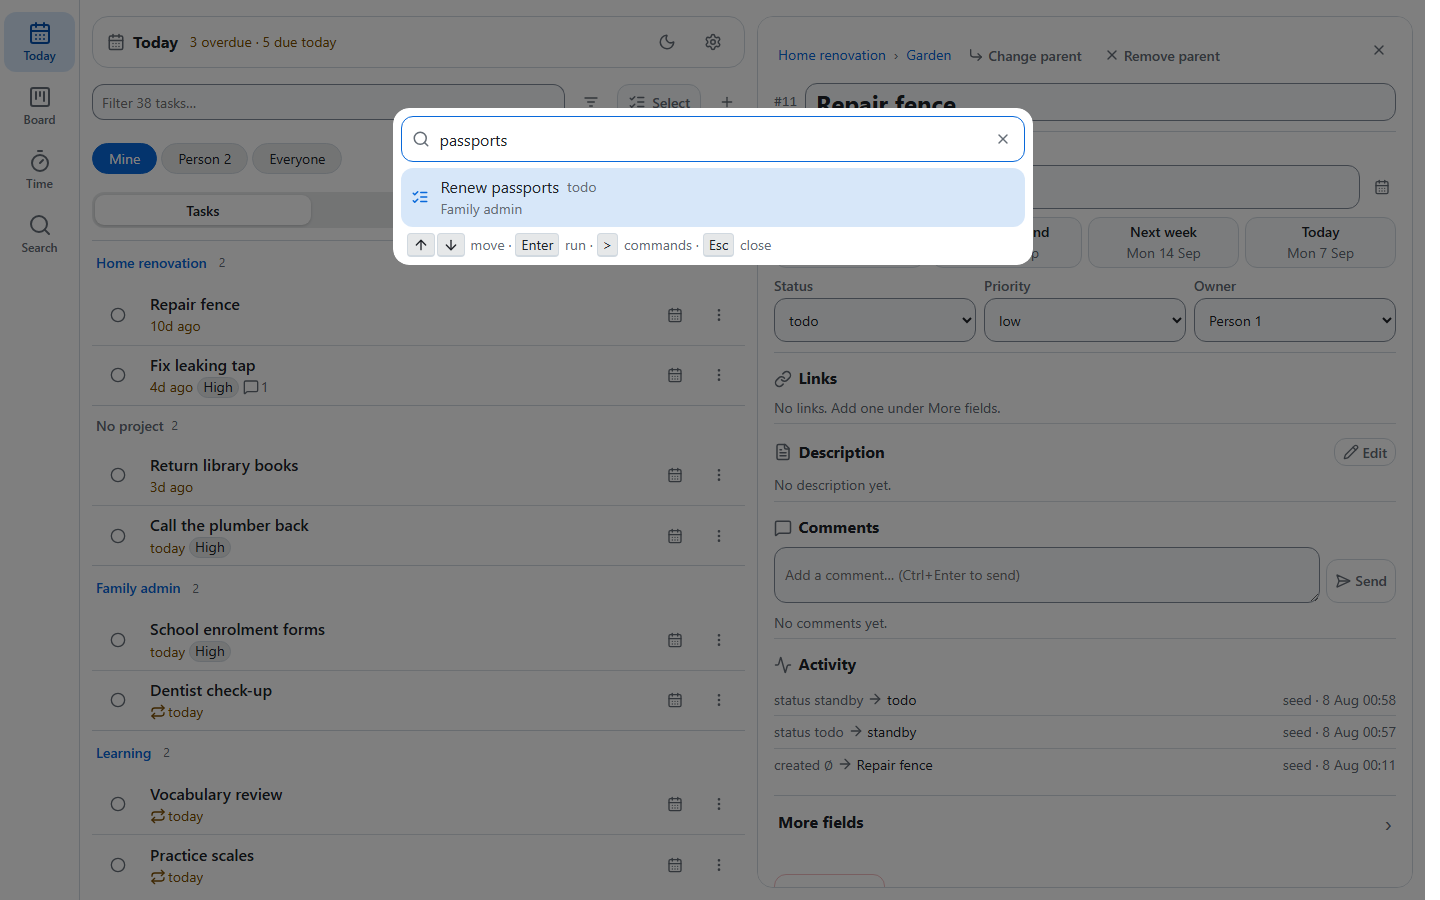 Today
Board
Time
Search
Today 3 overdue · 5 due today
Filter 38 tasks...
Select
Mine
Person 2
Everyone
Tasks
Home renovation 2
Repair fence
10d ago
Fix leaking tap
4d ago High 1
No project 2
Return library books
3d ago
Call the plumber back
today High
Family admin 2
School enrolment forms
today High
Dentist check-up
today
Learning 2
Vocabulary review
today
Practice scales
today
passports
Renew passports todo
Family admin
move · Enter run · > commands · Esc close
Home renovation › Garden Change parent Remove parent
#11 Repair fence
Next week
Mon 14 Sep
Today
Mon 7 Sep
Status
todo
Priority
low
Owner
Person 1
Links
No links. Add one under More fields.
Description
Edit
No description yet.
Comments
Add a comment... (Ctrl+Enter to send)
Send
No comments yet.
Activity
status standby → todo seed · 8 Aug 00:58
status todo → standby seed · 8 Aug 00:57
created ∅ → Repair fence seed · 8 Aug 00:11
More fields